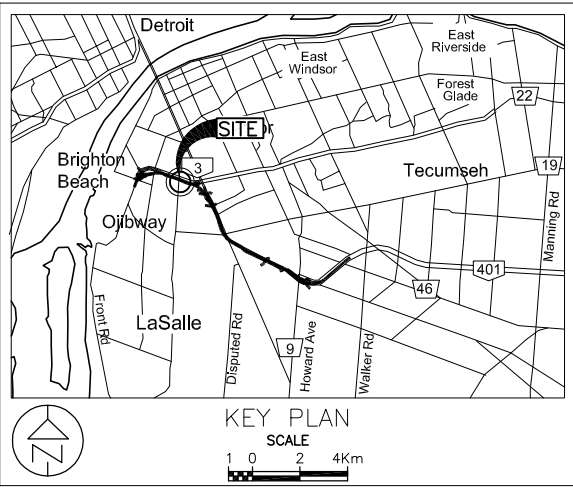 Detroit
East
Riverside
East
Windsor
Forest
Glade
22
SITE
Brighton
Beach
3
Tecumseh
19
Ojibway
Manning Rd
401
46
Front Rd
LaSalle
Disputed Rd
9
Howard Ave
Walker Rd
KEY PLAN
SCALE
1 0 2 4Km
N